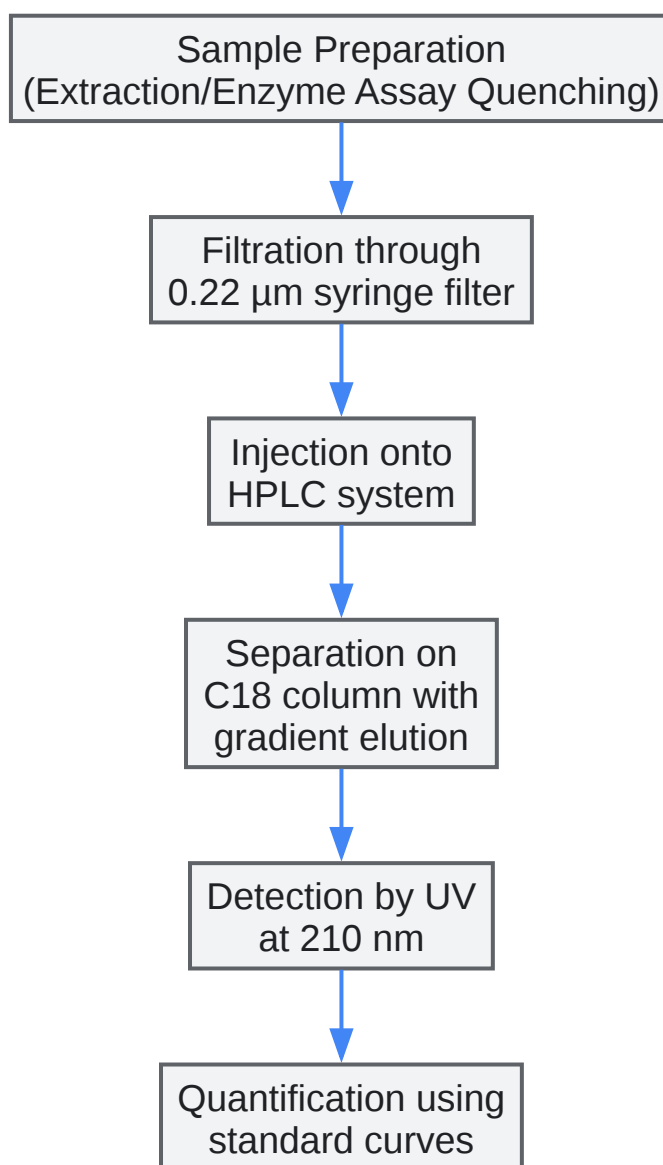 Sample Preparation
(Extraction/Enzyme Assay Quenching)
Filtration through
0.22 µm syringe filter
Injection onto
HPLC system
Separation on
C18 column with
gradient elution
Detection by UV
at 210 nm
Quantification using
standard curves